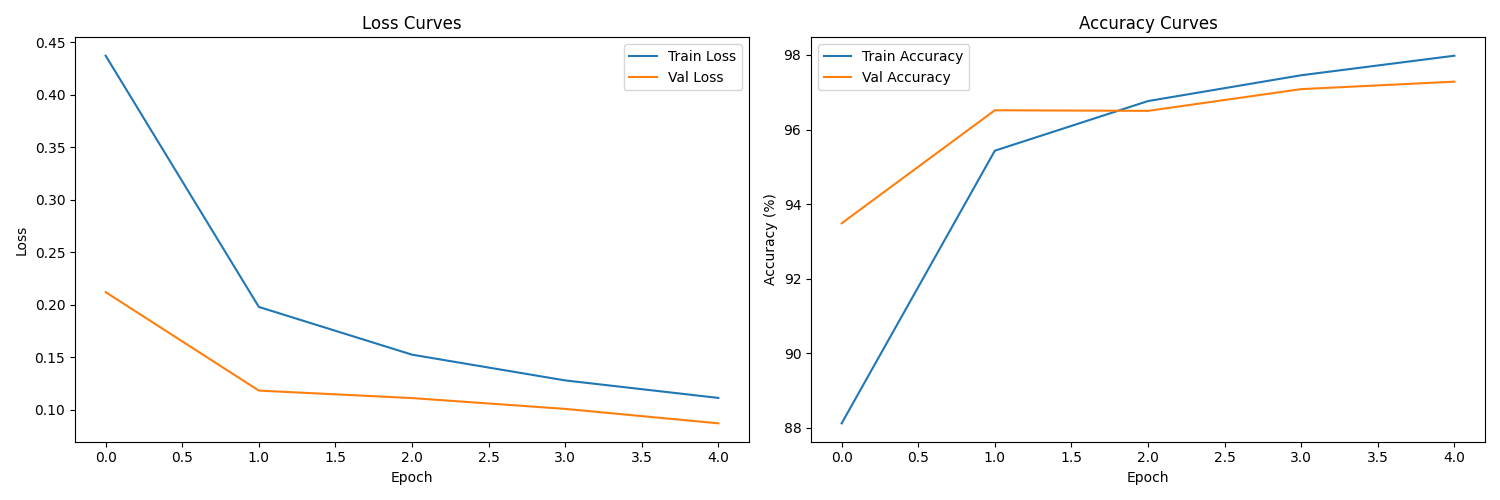 Loss Curves
Train Loss
Val Loss
0.45
0.40
0.35
0.30
0.25
0.20
0.15
0.10
Loss
0.0 0.5 1.0 1.5 2.0 2.5 3.0 3.5 4.0
Epoch
Accuracy Curves
Train Accuracy
Val Accuracy
98
96
94
92
90
88
Accuracy (%)
0.0 0.5 1.0 1.5 2.0 2.5 3.0 3.5 4.0
Epoch